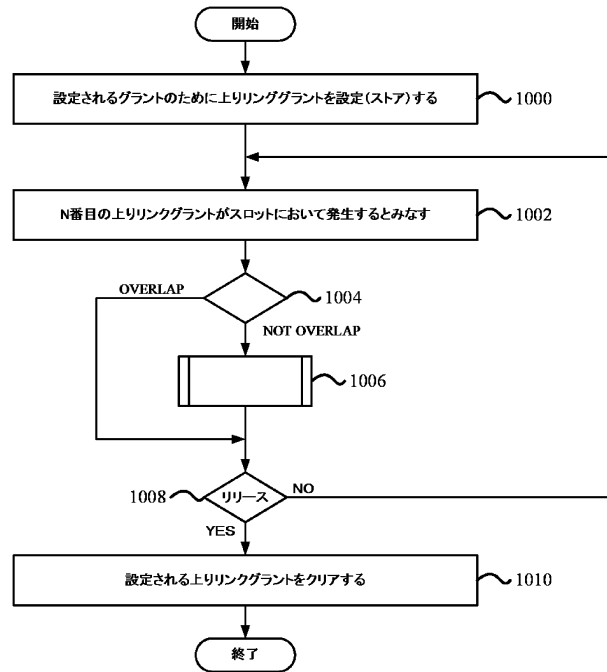 開始
設定されるグラントのために上りリンググラントを設定(ストア)する
1000
N番目の上りリンクグラントがスロットにおいて発生するとみなす
1002
OVERLAP
1004
NOT OVERLAP
1006
1008
リリース
NO
YES
設定される上りリンクグラントをクリアする
1010
終了